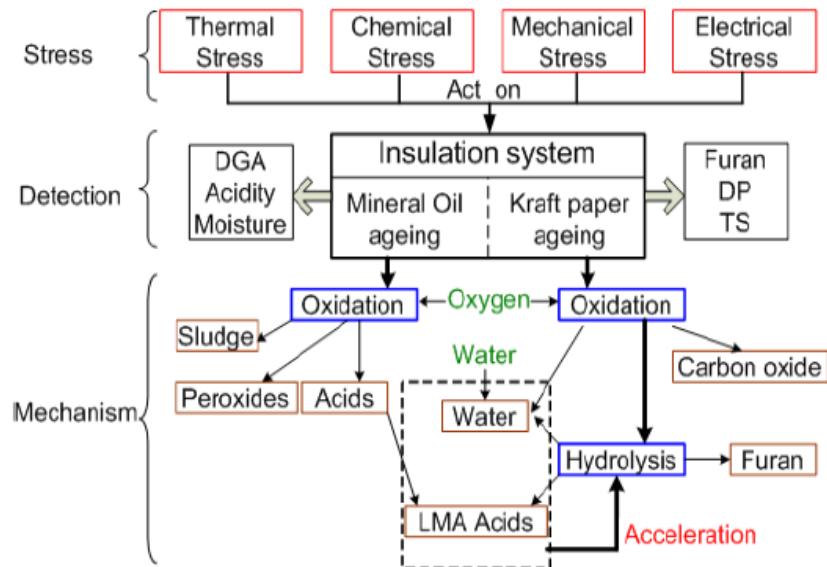 Thermal Stress
Chemical Stress
Mechanical Stress
Electrical Stress
Stress
Act on
Insulation system
DGA
Acidity
Moisture
Furan
DP
TS
Detection
Mineral Oil ageing
Kraft paper ageing
Oxidation
Oxygen
Oxidation
Sludge
Water
Carbon oxide
Peroxides
Acids
Mechanism
Water
Hydrolysis
Furan
LMA Acids
Acceleration